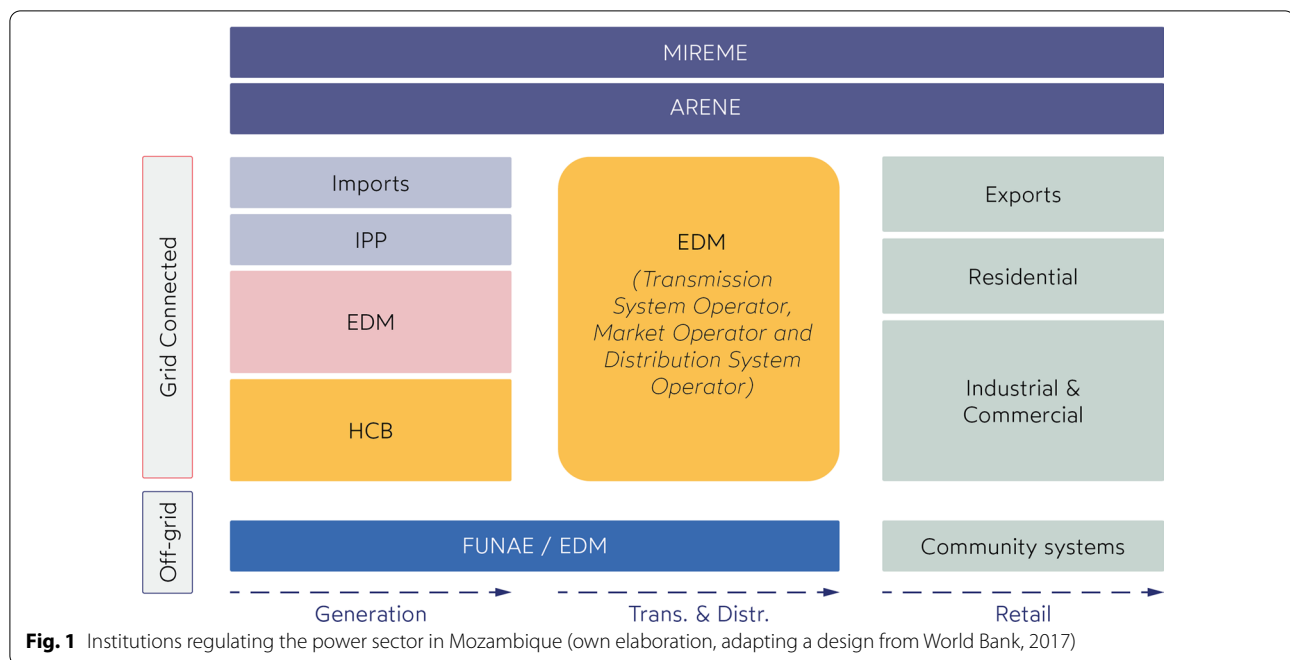 MIREME
ARENE
Grid Connected
Imports
IPP
EDM
HCB
EDM
(Transmission
System Operator,
Market Operator and
Distribution System
Operator)
Exports
Residential
Industrial &
Commercial
Off-grid
FUNAE / EDM
Community systems
Generation
Trans. & Distr.
Retail
Fig. 1 Institutions regulating the power sector in Mozambique (own elaboration, adapting a design from World Bank, 2017)